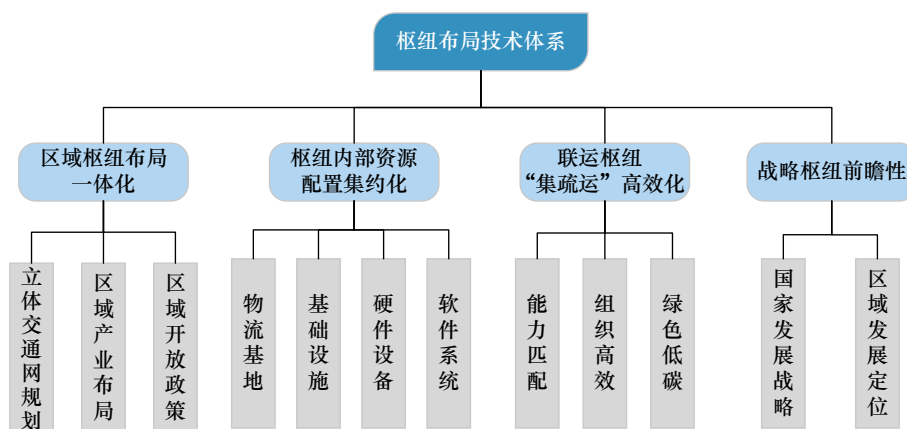 枢纽布局技术体系
区域枢纽布局
一体化
枢纽内部资源
配置集约化
联运枢纽
“集疏运”高效化
战略枢纽前瞻性
立体交通网规划
区域产业布局
区域开放政策
物流基地
基础设施
硬件设备
软件系统
能力匹配
组织高效
绿色低碳
国家发展战略
区域发展定位